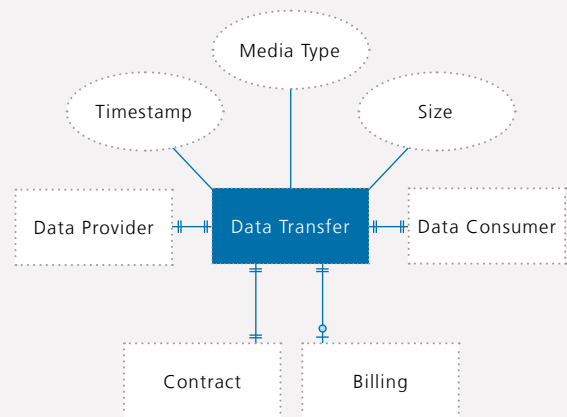 Media Type
Timestamp
Size
Data Provider
Data Transfer
Data Consumer
Contract
Billing